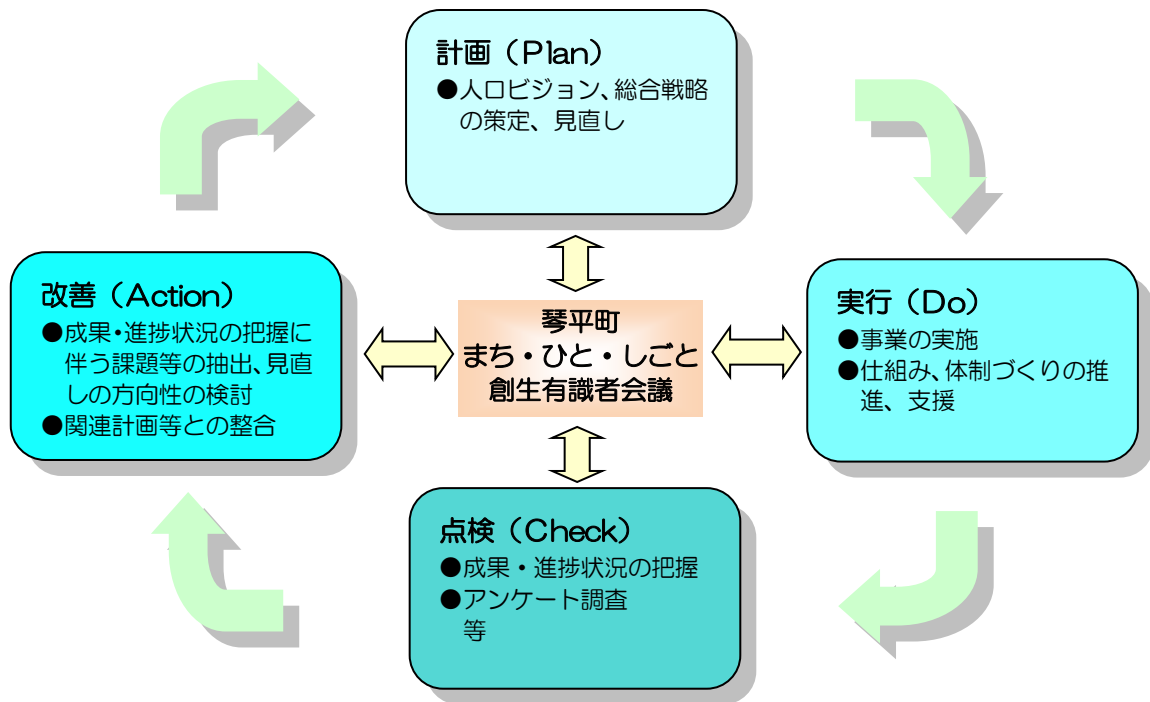 計画（Plan）
●人口ビジョン、総合戦略
の策定、見直し
改善（Action）
●成果・進捗状況の把握に
伴う課題等の抽出、見直
しの方向性の検討
●関連計画等との整合
琴平町
まち・ひと・しごと
創生有識者会議
実行（Do）
●事業の実施
●仕組み、体制づくりの推
進、支援
点検（Check）
●成果・進捗状況の把握
●アンケート調査
等